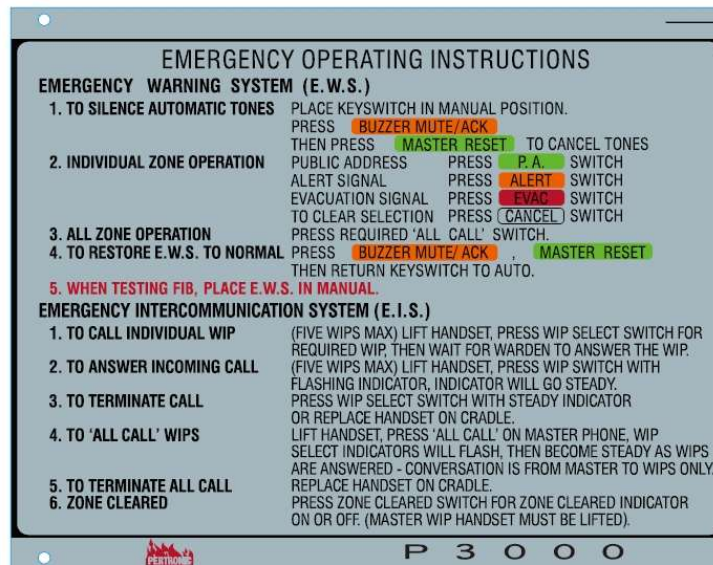 EMERGENCY OPERATING INSTRUCTIONS
EMERGENCY WARNING SYSTEM (E.W.S.)
1. TO SILENCE AUTOMATIC TONES PLACE KEYSWITCH IN MANUAL POSITION.
PRESS BUZZER MUTE/ACK
THEN PRESS MASTER RESET TO CANCEL TONES
2. INDIVIDUAL ZONE OPERATION PUBLIC ADDRESS PRESS P.A. SWITCH
ALERT SIGNAL PRESS ALERT SWITCH
EVACUATION SIGNAL PRESS EVAC SWITCH
TO CLEAR SELECTION PRESS CANCEL SWITCH
3. ALL ZONE OPERATION PRESS REQUIRED 'ALL CALL' SWITCH.
4. TO RESTORE E.W.S. TO NORMAL PRESS BUZZER MUTE/ACK , MASTER RESET
THEN RETURN KEYSWITCH TO AUTO.
5. WHEN TESTING FIB, PLACE E.W.S. IN MANUAL.
EMERGENCY INTERCOMMUNICATION SYSTEM (E.I.S.)
1. TO CALL INDIVIDUAL WIP (FIVE WIPS MAX) LIFT HANDSET, PRESS WIP SELECT SWITCH FOR
REQUIRED WIP, THEN WAIT FOR WARDEN TO ANSWER THE WIP.
2. TO ANSWER INCOMING CALL (FIVE WIPS MAX) LIFT HANDSET, PRESS WIP SWITCH WITH
FLASHING INDICATOR, INDICATOR WILL GO STEADY.
3. TO TERMINATE CALL PRESS WIP SELECT SWITCH WITH STEADY INDICATOR
OR REPLACE HANDSET ON CRADLE.
4. TO 'ALL CALL' WIPS LIFT HANDSET, PRESS 'ALL CALL' ON MASTER PHONE, WIP
SELECT INDICATORS WILL FLASH, THEN BECOME STEADY AS WIPS
ARE ANSWERED - CONVERSATION IS FROM MASTER TO WIPS ONLY.
5. TO TERMINATE ALL CALL REPLACE HANDSET ON CRADLE.
6. ZONE CLEARED PRESS ZONE CLEARED SWITCH FOR ZONE CLEARED INDICATOR
ON OR OFF. (MASTER WIP HANDSET MUST BE LIFTED).
PERTRONIC P3000